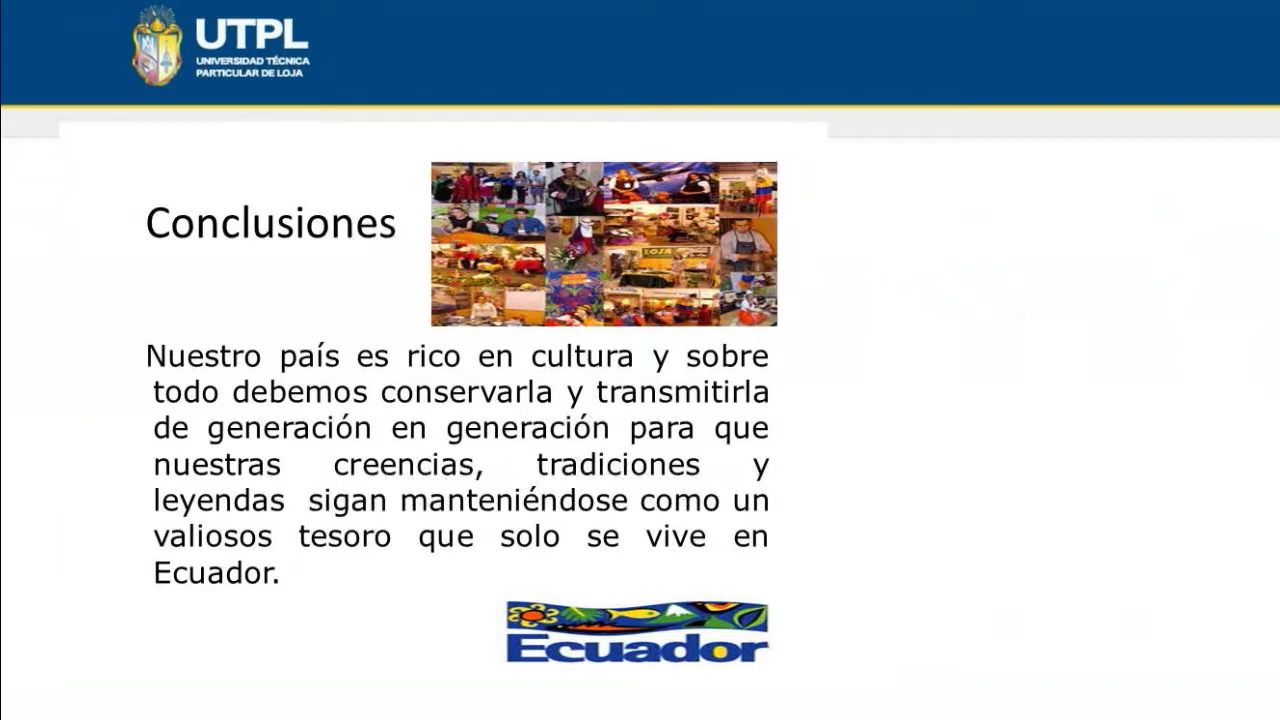 UTPL
UNIVERSIDAD TÉCNICA
PARTICULAR DE LOJA
Conclusiones
LOJA
Nuestro país es rico en cultura y sobre
todo debemos conservarla y transmitirla
de generación en generación para que
nuestras creencias, tradiciones y
leyendas sigan manteniéndose como un
valiosos tesoro que solo se vive en
Ecuador.
Ecuador